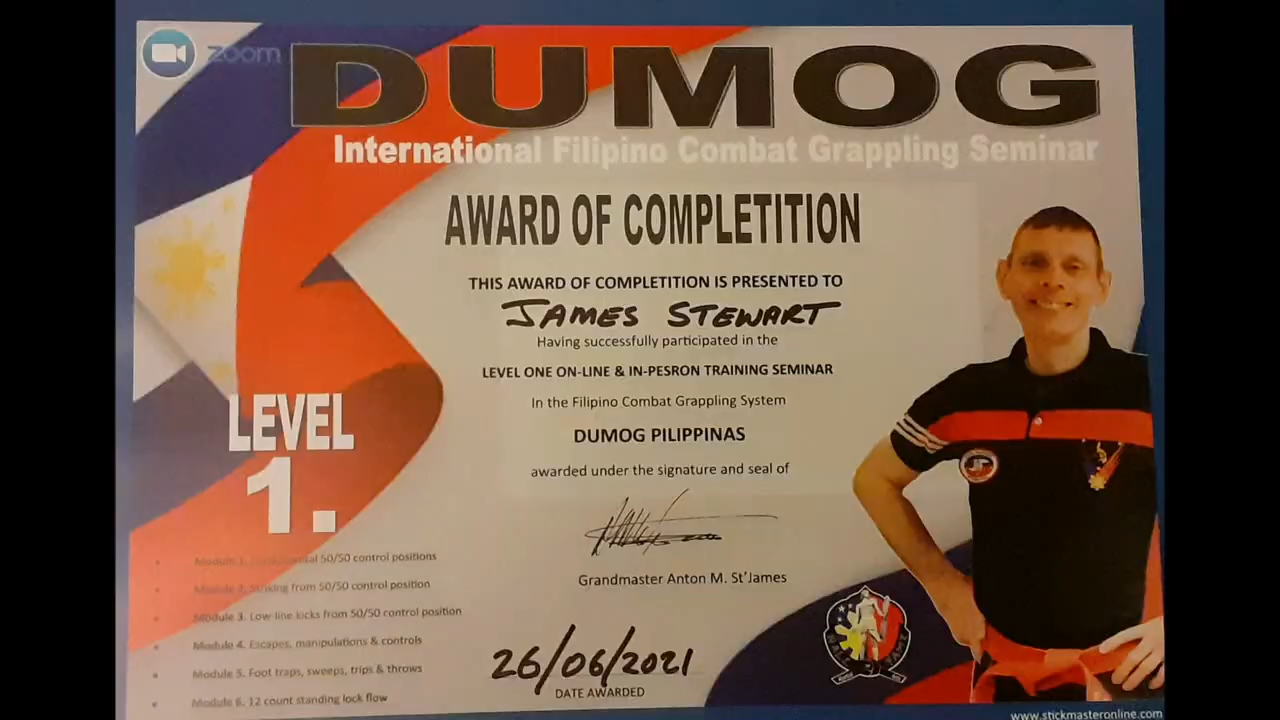 zoom
DUMOG
International Filipino Combat Grappling Seminar
AWARD OF COMPLETITION
THIS AWARD OF COMPLETITION IS PRESENTED TO
JAMES STEWART
Having successfully participated in the
LEVEL ONE ON-LINE & IN-PESRON TRAINING SEMINAR
In the Filipino Combat Grappling System
DUMOG PILIPPINAS
awarded under the signature and seal of
Grandmaster Anton M. St'James
26/06/2021
DATE AWARDED
LEVEL
1.
Module 1. 50/50 control positions
Module 2. Striking from 50/50 control position
Module 3. Low line kicks from 50/50 control position
Module 4. Escapes, manipulations & controls
Module 5. Foot traps, sweeps, trips & throws
Module 6. 12 count standing lock flow
www.stickmasteronline.com